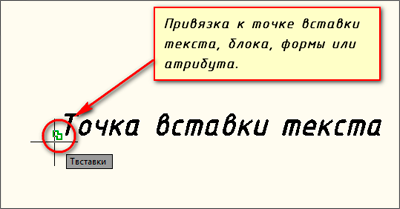 Привязка к точке вставки
текста, блока, формы или
атрибута.
Точка вставки текста
Твставки